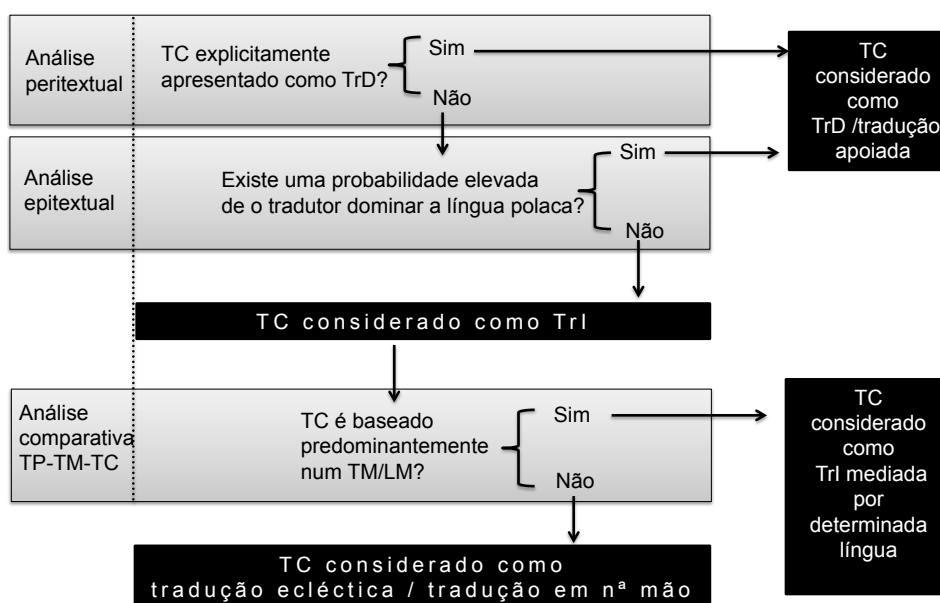 Análise
peritextual
TC explicitamente
apresentado como TrD?
Sim
Não
TC
considerado
como
TrD /tradução
apoiada
Análise
epitextual
Existe uma probabilidade elevada
de o tradutor dominar a língua polaca?
Sim
Não
TC considerado como TrI
Análise
comparativa
TP-TM-TC
TC é baseado
predominantemente
num TM/LM?
Sim
Não
TC
considerado
como
TrI mediada
por
determinada
língua
TC considerado como
tradução ecléctica / tradução em nª mão